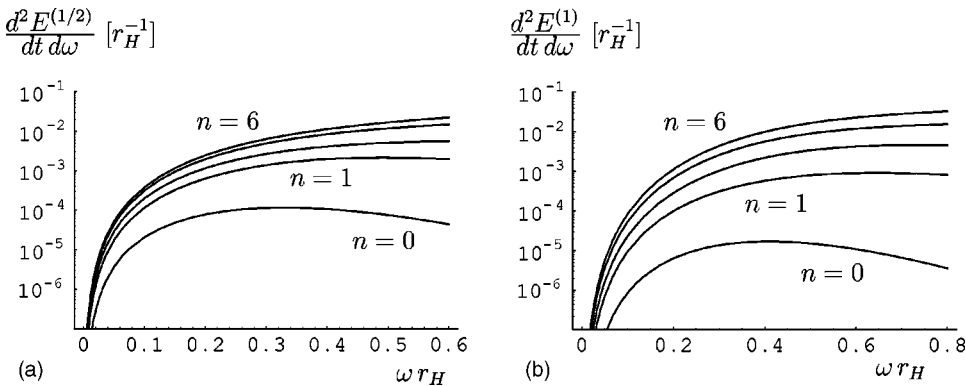 d²E^(1/2) / dt dω [r_H^-1]
10^-1
10^-2
10^-3
10^-4
10^-5
10^-6
n = 6
n = 1
n = 0
0 0.1 0.2 0.3 0.4 0.5 0.6
(a)
ω r_H
d²E^(1) / dt dω [r_H^-1]
10^-1
10^-2
10^-3
10^-4
10^-5
10^-6
n = 6
n = 1
n = 0
0 0.2 0.4 0.6 0.8
(b)
ω r_H